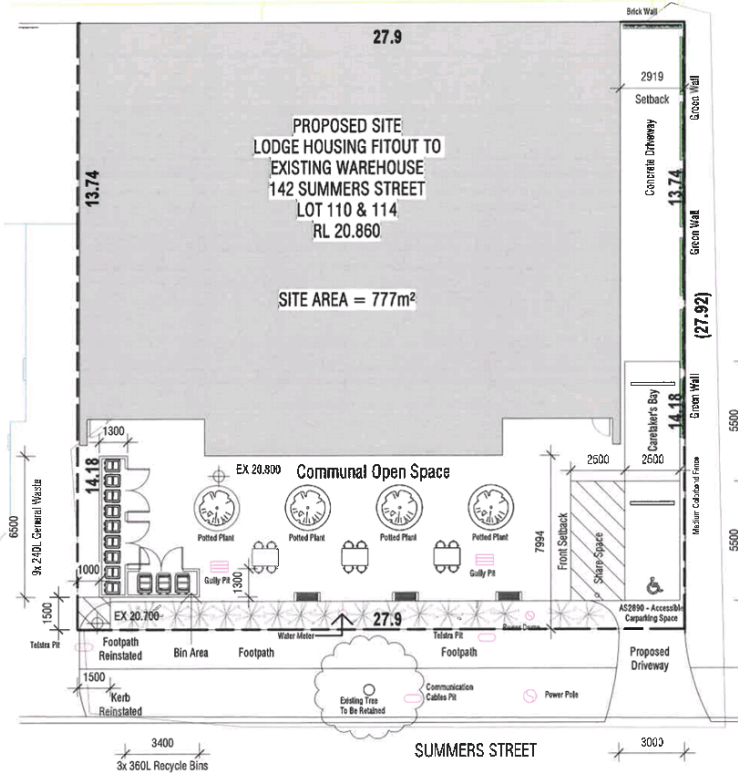 Brick Wall
27.9
2919
Setback
Green Wall
Concrete Driveway
PROPOSED SITE
LODGE HOUSING FITOUT TO
EXISTING WAREHOUSE
142 SUMMERS STREET
LOT 110 & 114
RL 20.860
13.74
13.74
Green Wall
SITE AREA = 777m²
(27.92)
Green Wall
14.18
Caretaker's Bay
5500
1300
2500
2600
14.18
EX 20.800
Communal Open Space
Medium Colorbond Fence
9x 240L General Waste
6500
Potted Plant
Potted Plant
Potted Plant
Potted Plant
7994
Front Setback
Share Space
5500
Gully Pit
Gully Pit
1000
1300
1500
EX 20.700
27.9
AS2890 - Accessible
Carparking Space
Telstra Pit
Footpath
Reinstated
Bin Area
Footpath
Water Meter
Telstra Pit
Footpath
Proposed
Driveway
1500
Kerb
Reinstated
Existing Tree
To Be Retained
Communication
Cables Pit
Power Pole
3400
3x 360L Recycle Bins
SUMMERS STREET
3000